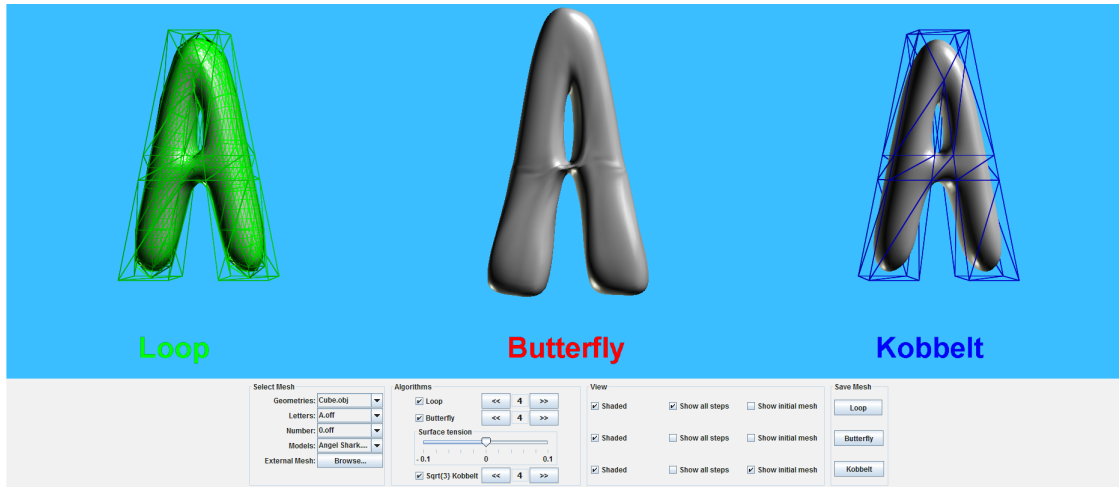 Loop
Butterfly
Kobbelt
Select Mesh
Geometries: Cube.obj
Letters: A.off
Number: 0.off
Models: Angel Shark....
External Mesh: Browse...
Algorithms
Loop << 4 >>
Butterfly << 4 >>
Surface tension
- 0.1 0 0.1
Sqrt{3} Kobbelt << 4 >>
View
Shaded Show all steps Show initial mesh
Shaded Show all steps Show initial mesh
Shaded Show all steps Show initial mesh
Save Mesh
Loop
Butterfly
Kobbelt